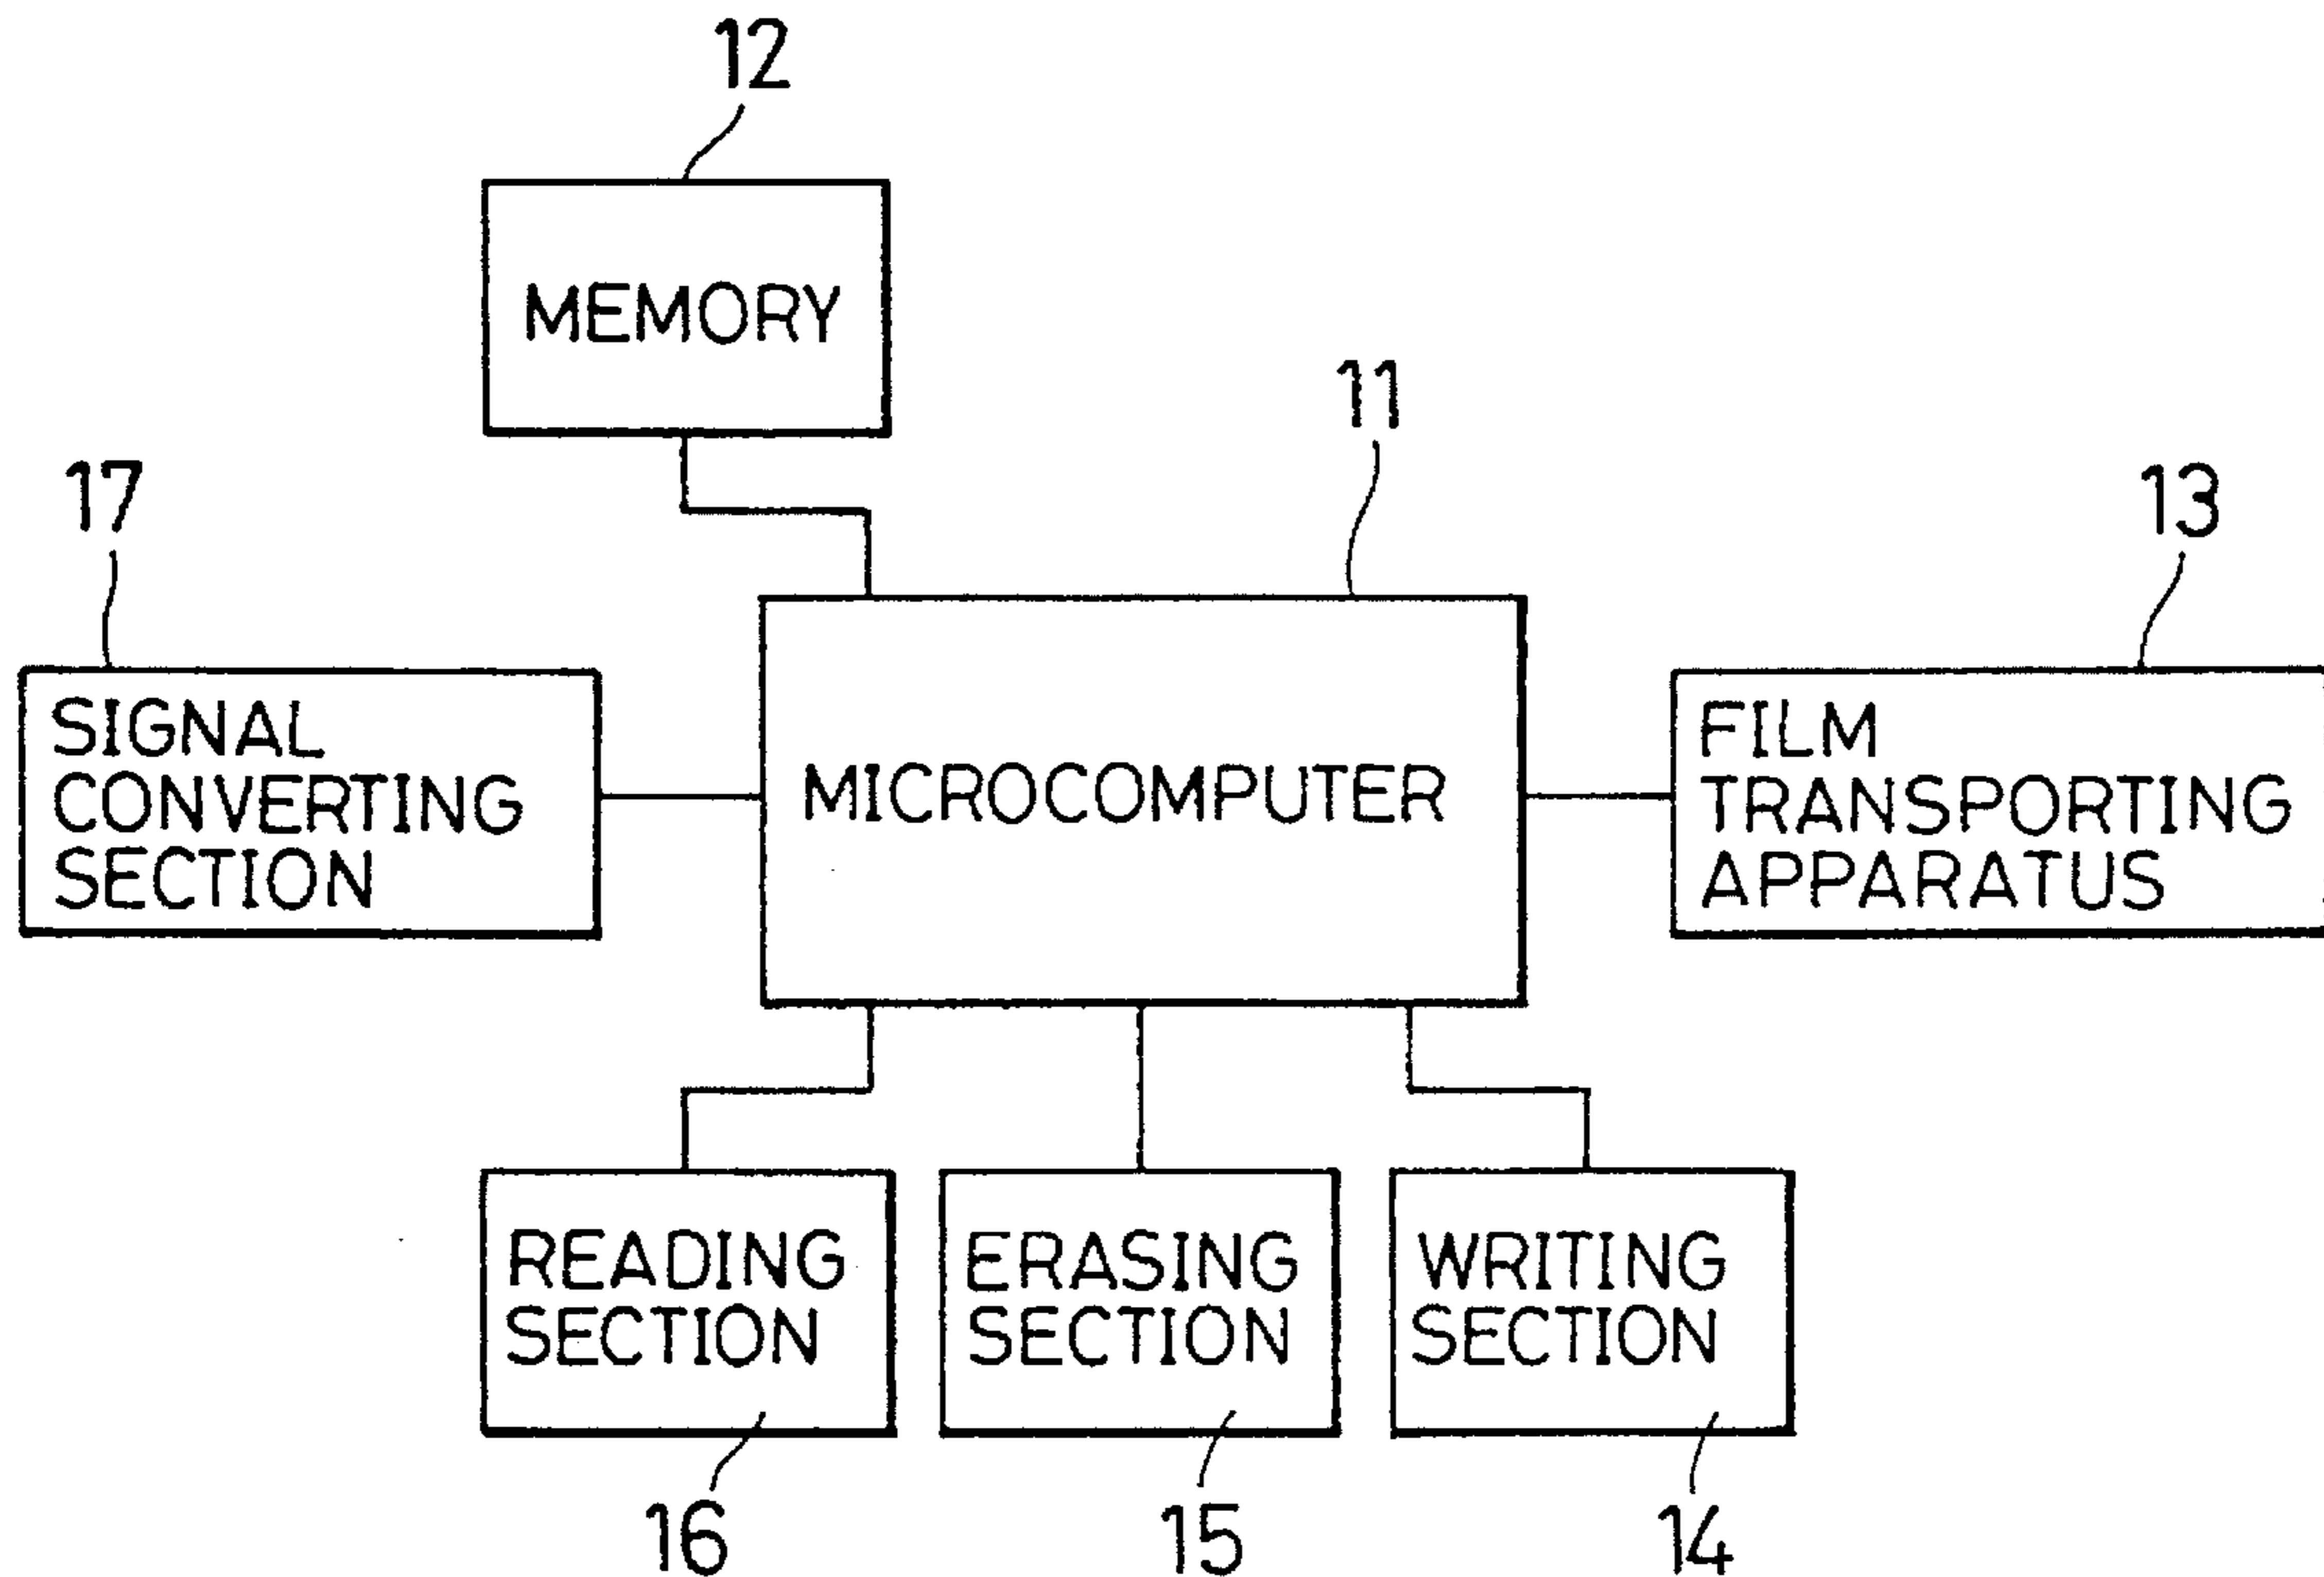 12
MEMORY
11
17
13
SIGNAL
CONVERTING
SECTION
MICROCOMPUTER
FILM
TRANSPORTING
APPARATUS
READING
SECTION
ERASING
SECTION
WRITING
SECTION
16
15
14